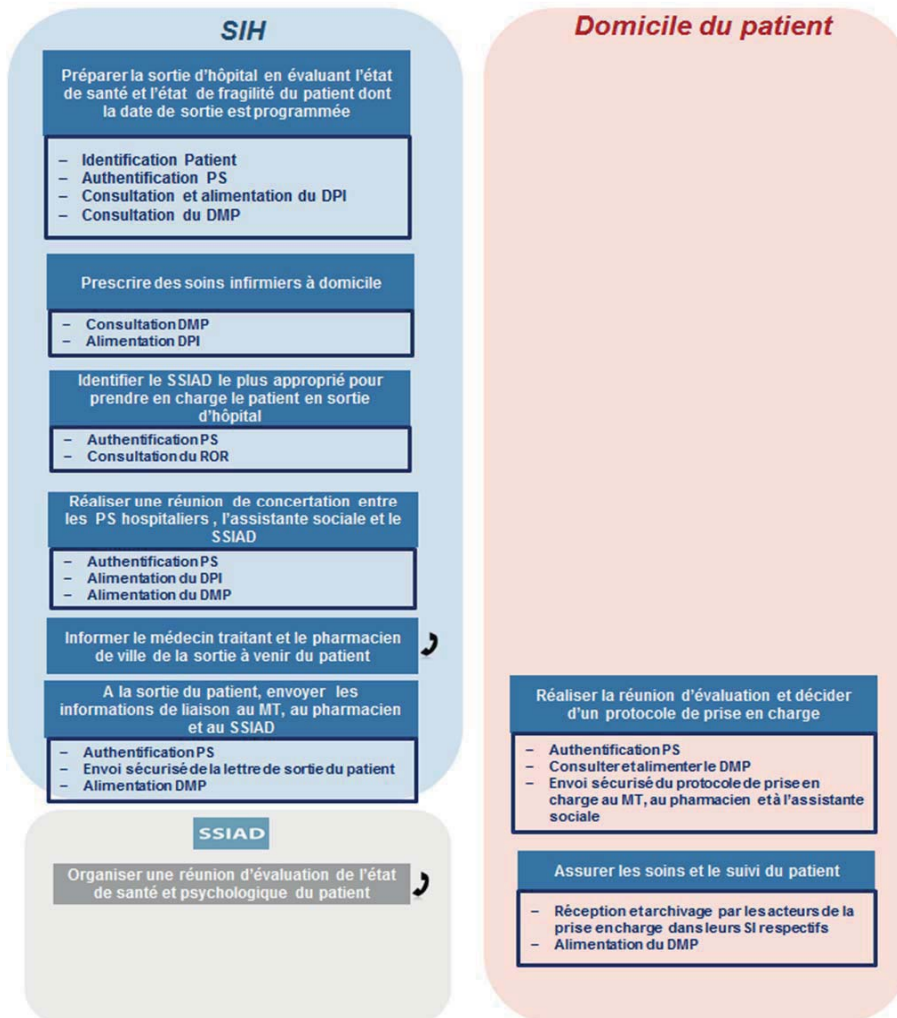 SIH
Préparer la sortie d'hôpital en évaluant l'état
de santé et l'état de fragilité du patient dont
la date de sortie est programmée
– Identification Patient
– Authentification PS
– Consultation et alimentation du DPI
– Consultation du DMP
Prescrire des soins infirmiers à domicile
– Consultation DMP
– Alimentation DPI
Identifier le SSIAD le plus approprié pour
prendre en charge le patient en sortie
d'hôpital
– Authentification PS
– Consultation du ROR
Réaliser une réunion de concertation entre
les PS hospitaliers , l'assistante sociale et le
SSIAD
– Authentification PS
– Alimentation du DPI
– Alimentation du DMP
Informer le médecin traitant et le pharmacien
de ville de la sortie à venir du patient
A la sortie du patient, envoyer les
informations de liaison au MT, au pharmacien
et au SSIAD
– Authentification PS
– Envoi sécurisé de la lettre de sortie du patient
– Alimentation DMP
SSIAD
Organiser une réunion d'évaluation de l'état
de santé et psychologique du patient
Domicile du patient
Réaliser la réunion d'évaluation et décider
d'un protocole de prise en charge
– Authentification PS
– Consulter et alimenter le DMP
– Envoi sécurisé du protocole de prise en
charge au MT, au pharmacien et à l'assistante
sociale
Assurer les soins et le suivi du patient
– Réception et archivage par les acteurs de la
prise en charge dans leurs SI respectifs
– Alimentation du DMP